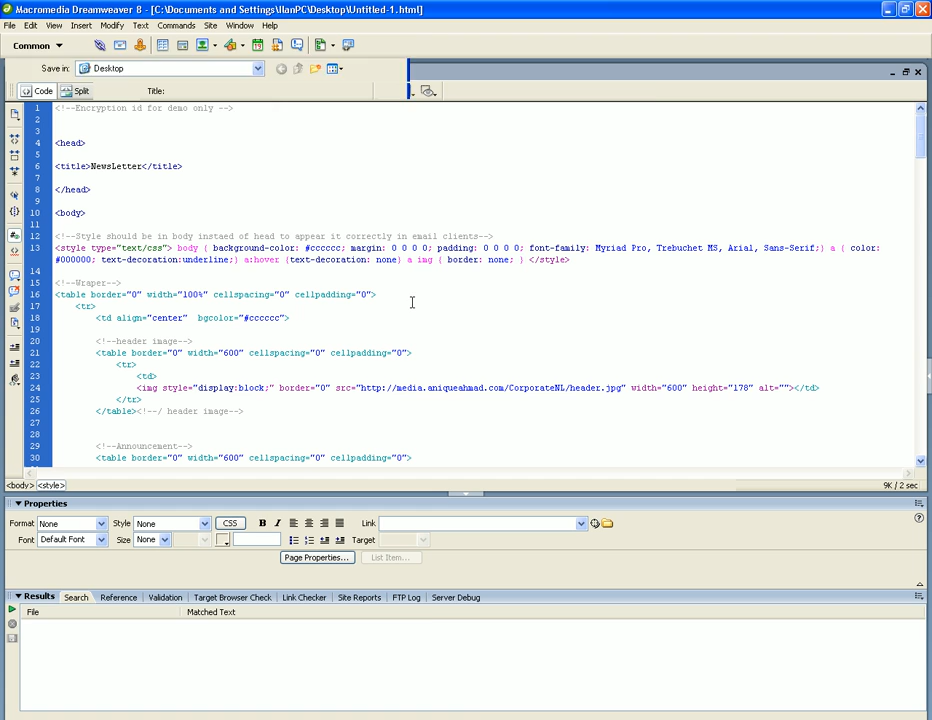 Macromedia Dreamweaver 8 - [C:\Documents and Settings\IlanPC\Desktop\Untitled-1.html]
File Edit View Insert Modify Text Commands Site Window Help
Common
Save in: Desktop
Code Split Title:
1 <!--Encryption id for demo only -->
2
3
4 <head>
5
6 <title>NewsLetter</title>
7
8 </head>
9
10 <body>
11
12 <!--Style should be in body instaed of head to appear it correctly in email clients-->
13 <style type="text/css"> body { background-color: #cccccc; margin: 0 0 0 0; padding: 0 0 0 0; font-family: Myriad Pro, Trebuchet MS, Arial, Sans-Serif;} a { color:
#000000; text-decoration:underline;} a:hover {text-decoration: none} a img { border: none; } </style>
14
15 <!--Wraper-->
16 <table border="0" width="100%" cellspacing="0" cellpadding="0">
17 <tr>
18 <td align="center"  bgcolor="#cccccc">
19
20 <!--header image-->
21 <table border="0" width="600" cellspacing="0" cellpadding="0">
22 <tr>
23 <td>
24 <img style="display:block;" border="0" src="http://media.aniqueahmad.com/CorporateNL/header.jpg" width="600" height="178" alt=""></td>
25 </tr>
26 </table><!--/ header image-->
27
28
29 <!--Announcement-->
30 <table border="0" width="600" cellspacing="0" cellpadding="0">
<body> <style> 9K / 2 sec
Properties
Format None Style None CSS B I Link
Font Default Font Size None Target
Page Properties... List Item...
Results Search Reference Validation Target Browser Check Link Checker Site Reports FTP Log Server Debug
File Matched Text